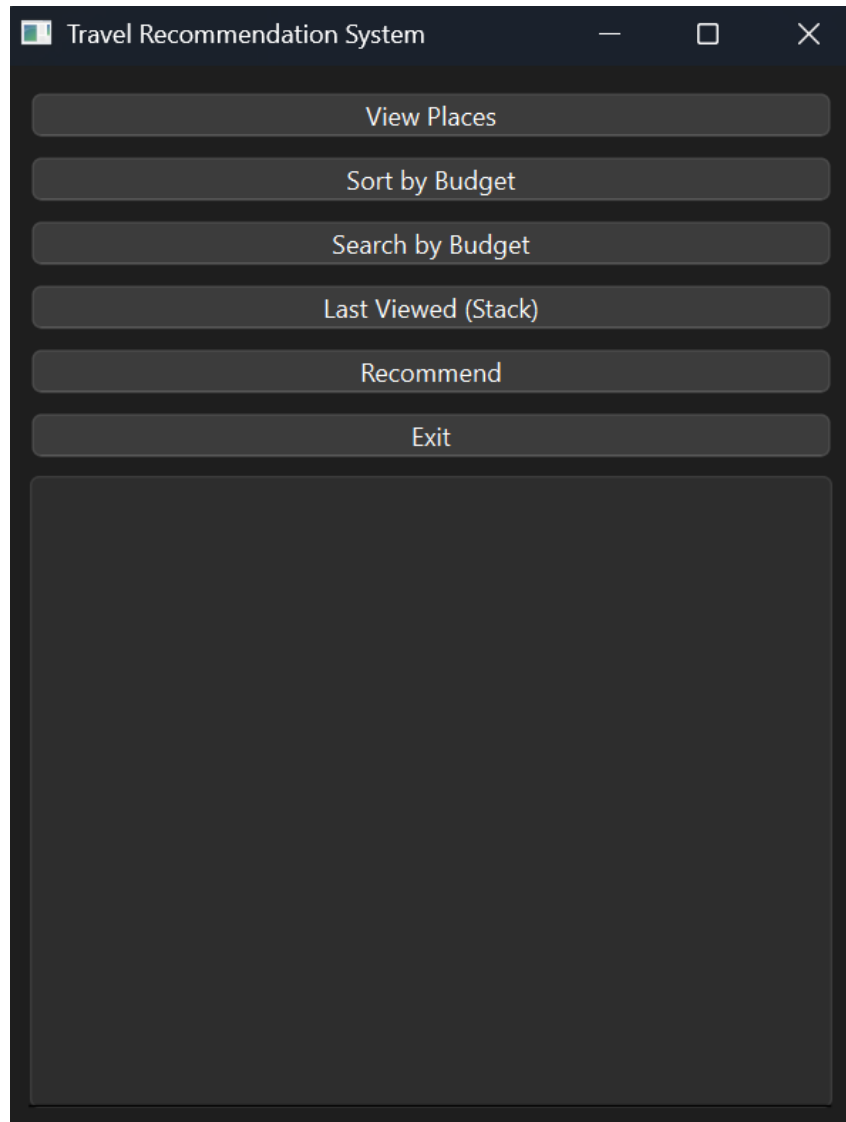 Travel Recommendation System
View Places
Sort by Budget
Search by Budget
Last Viewed (Stack)
Recommend
Exit